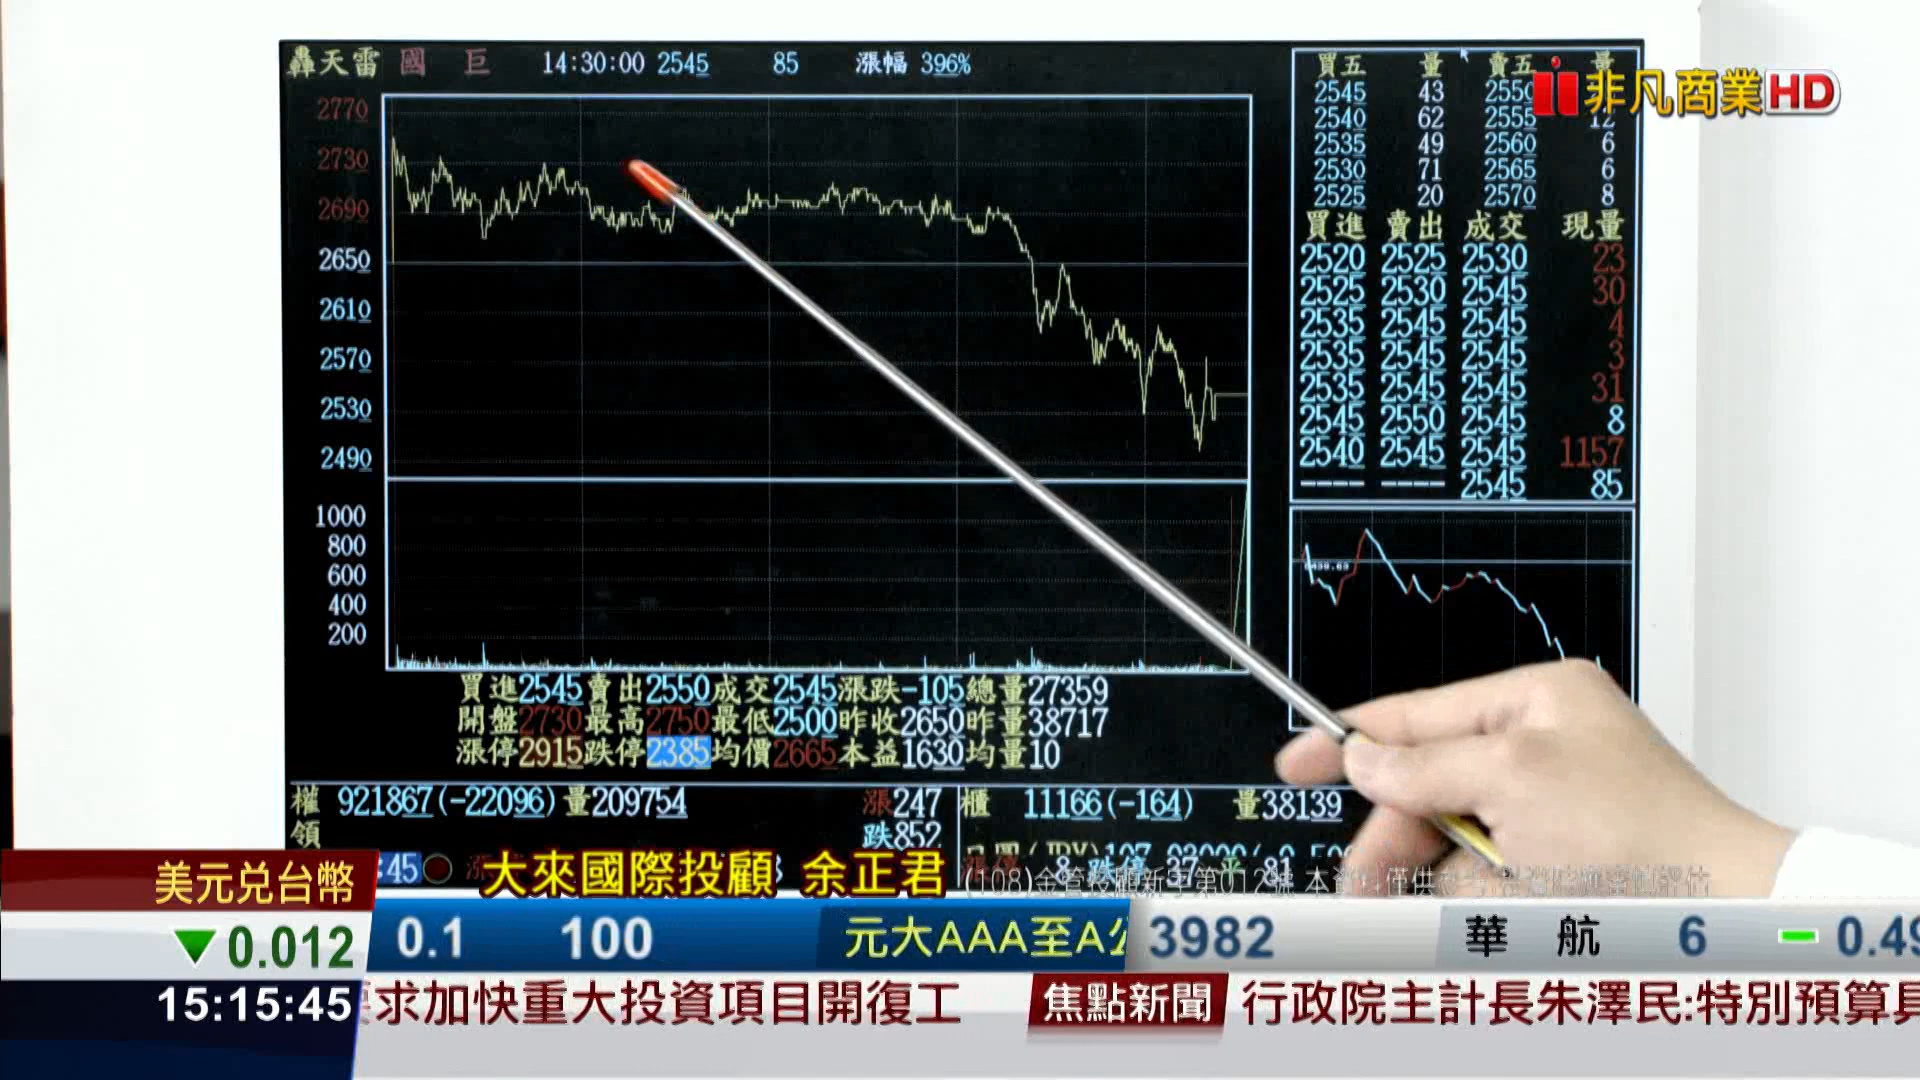 轟天雷 國 巨 14:30:00 2545 85 漲幅 396%
2770
2730
2690
2650
2610
2570
2530
2490
1000
800
600
400
200
買五 量 賣五 量
2545 43 2550
2540 62 2555 12
2535 49 2560 6
2530 71 2565 6
2525 20 2570 8
非凡商業HD
買進 賣出 成交 現量
2520 2525 2530 23
2525 2530 2545 30
2535 2545 2545 4
2535 2545 2545 3
2535 2545 2545 31
2545 2550 2545 8
2540 2545 2545 1157
---- ---- 2545 85
買進2545賣出2550成交2545漲跌-105總量27359
開盤2730最高2750最低2500昨收2650昨量38717
漲停2915跌停2385均價2665本益1630均量10
權 921867(-22096)量209754 漲247
領 跌852
櫃 11166(-164) 量38139
:45
漲停 8 跌停 37 平 81
大來國際投顧 余正君
美元兌台幣
▼0.012
15:15:45
0.1 100 元大AAA至A公
3982 華 航 6 0.49
求加快重大投資項目開復工
焦點新聞 行政院主計長朱澤民:特別預算具